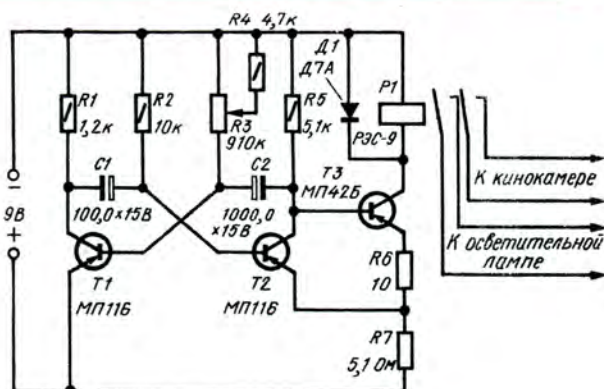 R4 4,7к
Д1
Д7А
P1
R1
1,2к
R2
10к
R3
910к
R5
5,1к
РЭС-9
C1
100,0×15В
C2
1000,0
×15В
T3
МП42Б
−
9В
+
К кинокамере
К осветительной
лампе
T1
МП116
T2
МП116
R6
10
R7
5,1 Ом